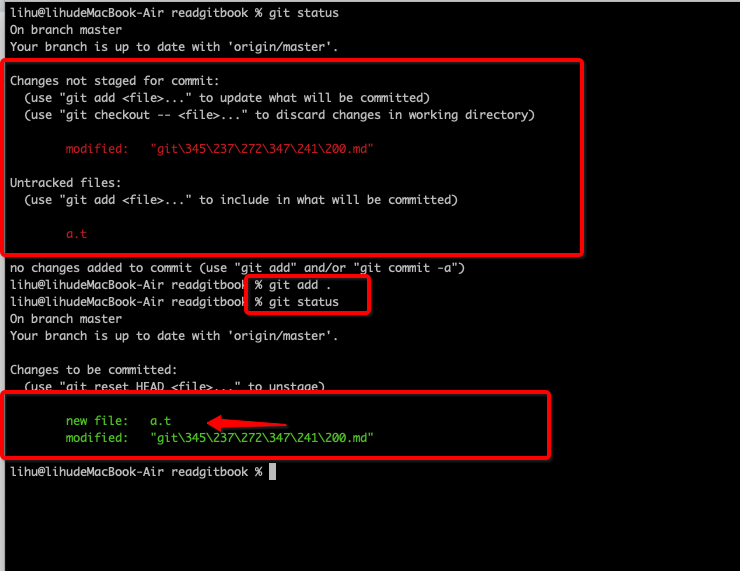 lihu@lihudeMacBook-Air readgitbook % git status
On branch master
Your branch is up to date with 'origin/master'.
Changes not staged for commit:
(use "git add <file>..." to update what will be committed)
(use "git checkout -- <file>..." to discard changes in working directory)
modified: "git\345\237\272\347\241\200.md"
Untracked files:
(use "git add <file>..." to include in what will be committed)
a.t
no changes added to commit (use "git add" and/or "git commit -a")
lihu@lihudeMacBook-Air readgitbook % git add .
lihu@lihudeMacBook-Air readgitbook % git status
On branch master
Your branch is up to date with 'origin/master'.
Changes to be committed:
(use "git reset HEAD <file>..." to unstage)
new file: a.t
modified: "git\345\237\272\347\241\200.md"
lihu@lihudeMacBook-Air readgitbook %